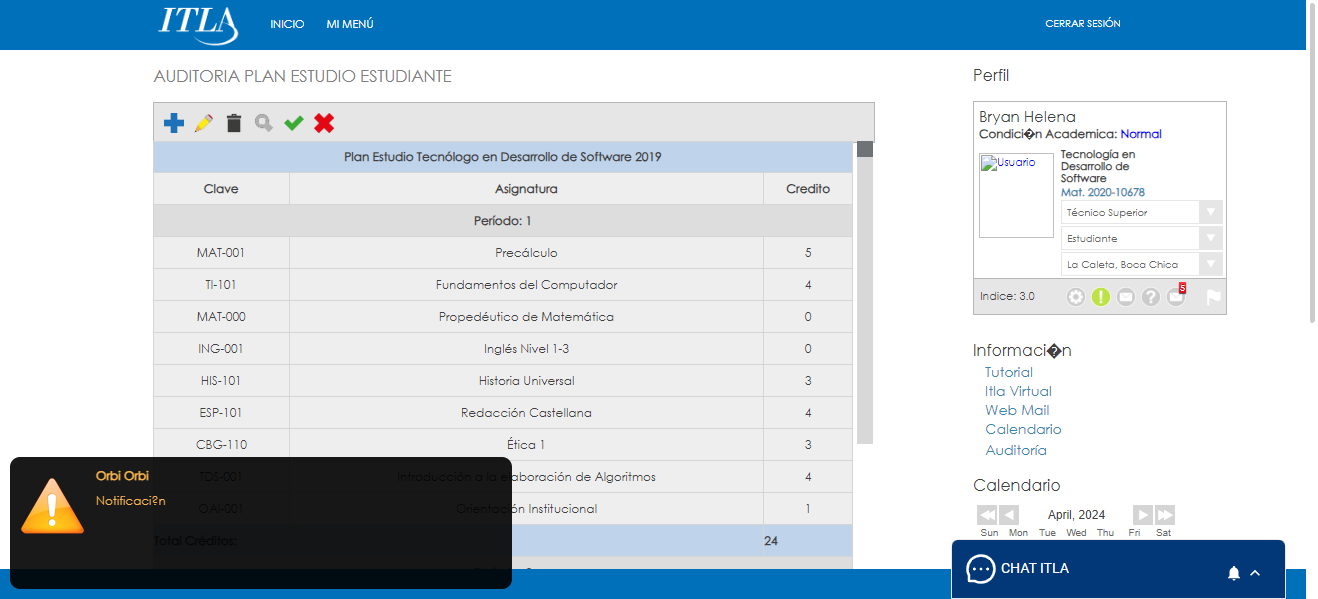 ITLA INICIO MI MENÚ CERRAR SESIÓN
AUDITORIA PLAN ESTUDIO ESTUDIANTE
Plan Estudio Tecnólogo en Desarrollo de Software 2019
Clave Asignatura Credito
Período: 1
MAT-001 Precálculo 5
TI-101 Fundamentos del Computador 4
MAT-000 Propedéutico de Matemática 0
ING-001 Inglés Nivel 1-3 0
HIS-101 Historia Universal 3
ESP-101 Redacción Castellana 4
CBG-110 Ética 1 3
TDS-001 Introducción a la elaboración de Algoritmos 4
OAI-001 Orientación Institucional 1
Total Créditos: 24
Orbi Orbi
Notificaci?n
Perfil
Bryan Helena
Condici�n Academica: Normal
Usuario
Tecnología en
Desarrollo de
Software
Mat. 2020-10678
Técnico Superior
Estudiante
La Caleta, Boca Chica
Indice: 3.0
5
Informaci�n
Tutorial
Itla Virtual
Web Mail
Calendario
Auditoría
Calendario
April, 2024
Sun Mon Tue Wed Thu Fri Sat
CHAT ITLA